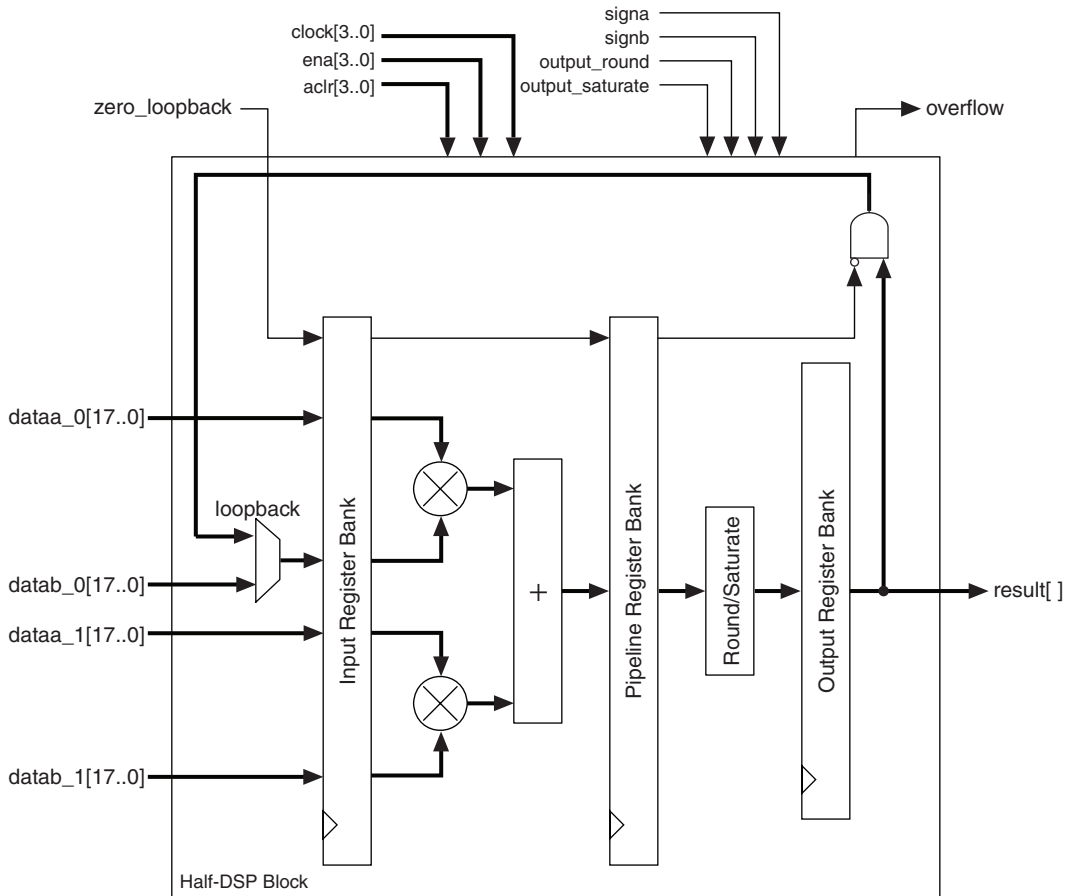 signa
clock[3..0]
signb
ena[3..0]
output_round
aclr[3..0]
output_saturate
zero_loopback
overflow
dataa_0[17..0]
loopback
datab_0[17..0]
dataa_1[17..0]
datab_1[17..0]
Input Register Bank
+
Pipeline Register Bank
Round/Saturate
Output Register Bank
result[ ]
Half-DSP Block